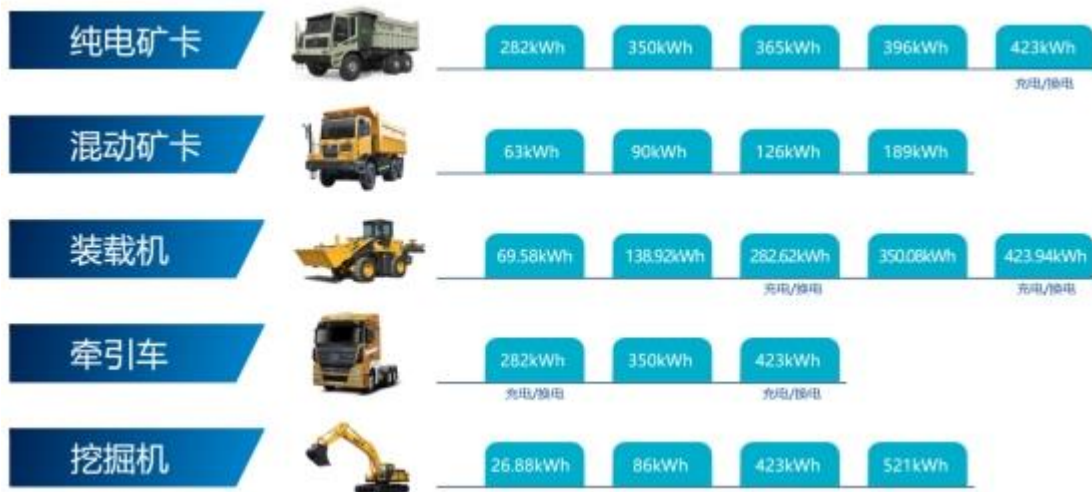 纯电矿卡
282kWh 350kWh 365kWh 396kWh 423kWh
充电/换电
混动矿卡
63kWh 90kWh 126kWh 189kWh
装载机
69.58kWh 138.92kWh 282.62kWh 350.08kWh 423.94kWh
充电/换电 充电/换电
牵引车
282kWh 350kWh 423kWh
充电/换电 充电/换电
挖掘机
26.88kWh 86kWh 423kWh 521kWh